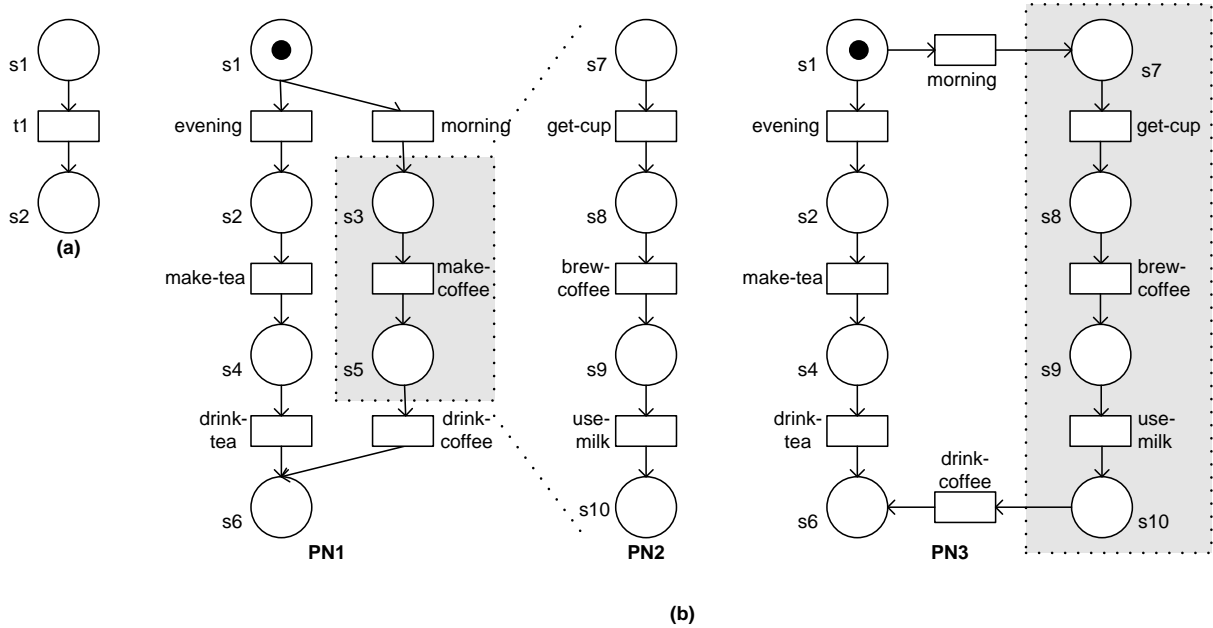 s1
t1
s2
(a)
s1
evening
morning
s2
s3
make-tea
make-
coffee
s4
s5
drink-
tea
drink-
coffee
s6
PN1
s7
get-cup
s8
brew-
coffee
s9
use-
milk
s10
PN2
s1
morning
s7
evening
get-cup
s2
s8
make-tea
brew-
coffee
s4
s9
drink-
tea
use-
milk
drink-
coffee
s6
s10
PN3
(b)